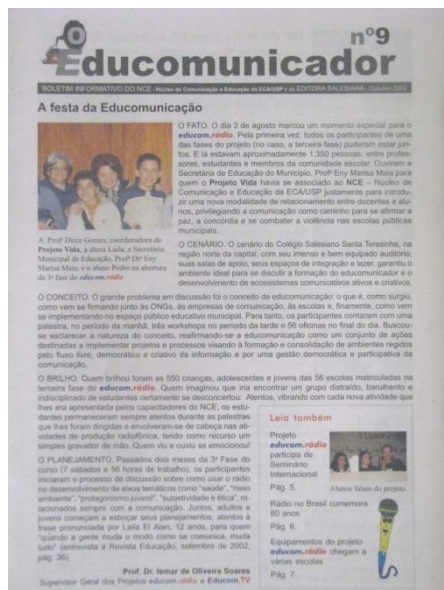 O Educomunicador
nº9
BOLETIM INFORMATIVO DO NCE - Núcleo de Comunicação e Educação da ECA/USP e da EDITORA SALESIANA - Outubro 2002
A festa da Educomunicação
O FATO. O dia 3 de agosto marcou um momento especial para o
educom.rádio. Pela primeira vez, todos os participantes de uma
das fases do projeto (no caso, a terceira fase) puderam estar jun-
tos. E lá estavam aproximadamente 1.350 pessoas, entre profes-
sores, estudantes e membros da comunidade escolar. Ouviram a
Secretária de Educação do Município, Profª Eny Marisa Maia para
quem o Projeto Vida havia se associado ao NCE - Núcleo de
Comunicação e Educação da ECA/USP justamente para introdu-
zir uma nova modalidade de relacionamento entre docentes e alu-
nos, privilegiando a comunicação como caminho para se afirmar a
paz, a concórdia e se combater a violência nas escolas públicas
municipais.
A Profª Dirce Gomes, coordenadora do
Projeto Vida, a aluna Laila, a Secretária
Municipal de Educação, Profª Drª Eny
Marisa Maia, e o aluno Pedro na abertura
da 3ª fase do educom.rádio
O CENÁRIO. O cenário do Colégio Salesiano Santa Teresinha, na
região norte da capital, com seu imenso e bem equipado auditório,
suas salas de apoio, seus espaços de integração e lazer, garantiu o
ambiente ideal para se discutir a formação do educomunicador e o
desenvolvimento de ecossistemas comunicativos ativos e criativos.
O CONCEITO. O grande problema em discussão foi o conceito de educomunicação: o que é, como surgiu,
como vem se firmando junto às ONGs, às empresas de comunicação, às escolas e, finalmente, como vem
se implementando no espaço público educativo municipal. Para tanto, os participantes contaram com uma
palestra, no período da manhã, três workshops no período da tarde e 56 oficinas no final do dia. Buscou-
se esclarecer a natureza do conceito, reafirmando-se a educomunicação como um conjunto de ações
destinadas a implementar projetos e processos visando à formação e consolidação de ambientes regidos
pelo fluxo livre, democrático e criativo da informação e por uma gestão democrática e participativa da
comunicação.
O BRILHO. Quem brilhou foram as 550 crianças, adolescentes e jovens das 56 escolas matriculadas na
terceira fase do educom.rádio. Quem imaginou que iria encontrar um grupo distraído, barulhento e
indisciplinado de estudantes certamente se desconcertou: Atentos, vibrando com cada nova atividade que
lhes era apresentada pelos capacitadores do NCE, os estu-
dantes permaneceram sempre atentos durante as palestras
que lhes foram dirigidas e envolveram-se de cabeça nas ati-
vidades de produção radiofônica, tendo como recurso um
simples gravador de mão. Quem viu e ouviu se emocionou!
O PLANEJAMENTO. Passados dois meses da 3ª Fase do
curso (7 sábados e 56 horas de trabalho), os participantes
iniciaram o processo de discussão sobre como usar o rádio
no desenvolvimento de eixos temáticos como "saúde", "meio
ambiente", "protagonismo juvenil", "subjetividade e ética", re-
lacionados sempre com a comunicação. Juntos, adultos e
jovens começam a esboçar seus planejamentos, atentos à
frase pronunciada por Leila El Alan, 12 anos, para quem
"quando a gente muda o modo como se comunica, muda
tudo" (entrevista a Revista Educação, setembro de 2002,
pág. 36).
Prof. Dr. Ismar de Oliveira Soares
Supervisor Geral dos Projetos educom.rádio e Educom.TV
Leia também
Projeto
educom.rádio
participa de
Seminário
Internacional
Pág. 5.
Alunos falam do projeto.
Rádio no Brasil comemora
80 anos
Pág. 6.
Equipamentos do projeto
educom.rádio chegam a
várias escolas
Pág. 7.